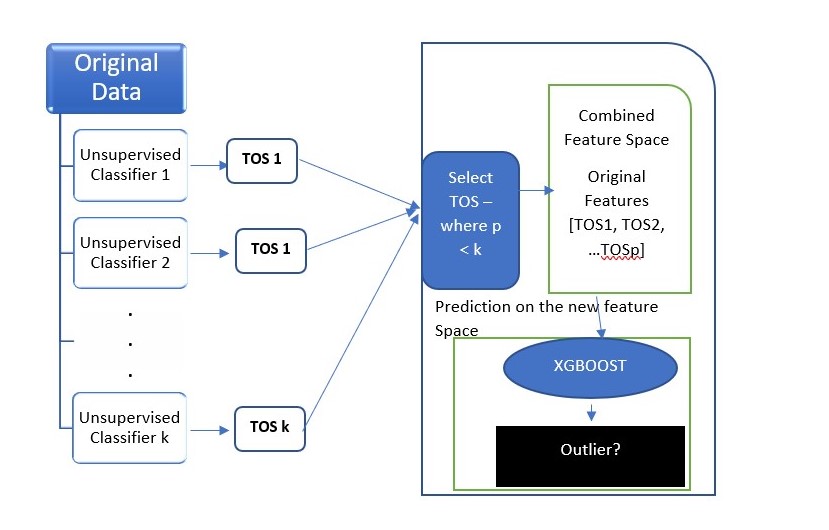 Original
Data
Unsupervised
Classifier 1
TOS 1
Unsupervised
Classifier 2
TOS 1
.
.
.
Unsupervised
Classifier k
TOS k
Select
TOS –
where p
< k
Combined
Feature Space
Original
Features
[TOS1, TOS2,
...TOSp]
Prediction on the new feature
Space
XGBOOST
Outlier?